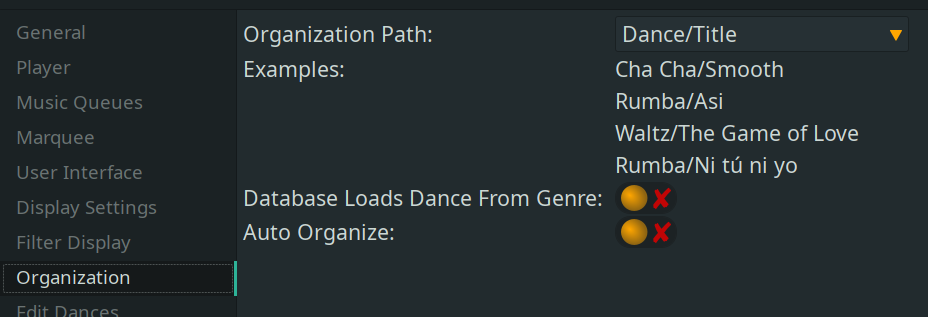 General
Player
Music Queues
Marquee
User Interface
Display Settings
Filter Display
Organization
Edit Dances
Organization Path: Dance/Title
Examples: Cha Cha/Smooth
Rumba/Asi
Waltz/The Game of Love
Rumba/Ni tú ni yo
Database Loads Dance From Genre:
Auto Organize: